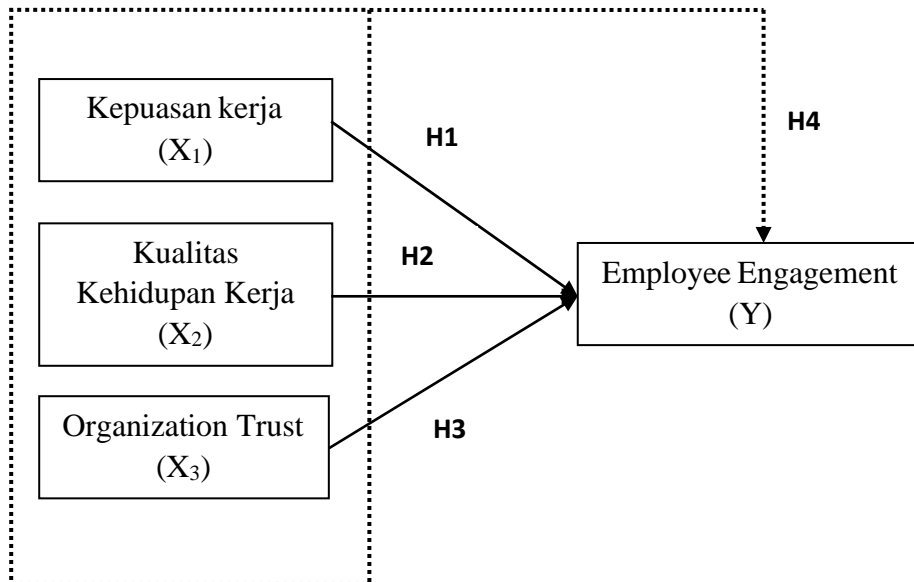 Kepuasan kerja
(X₁)
H1
H4
Kualitas
Kehidupan Kerja
(X₂)
H2
Employee Engagement
(Y)
Organization Trust
(X₃)
H3